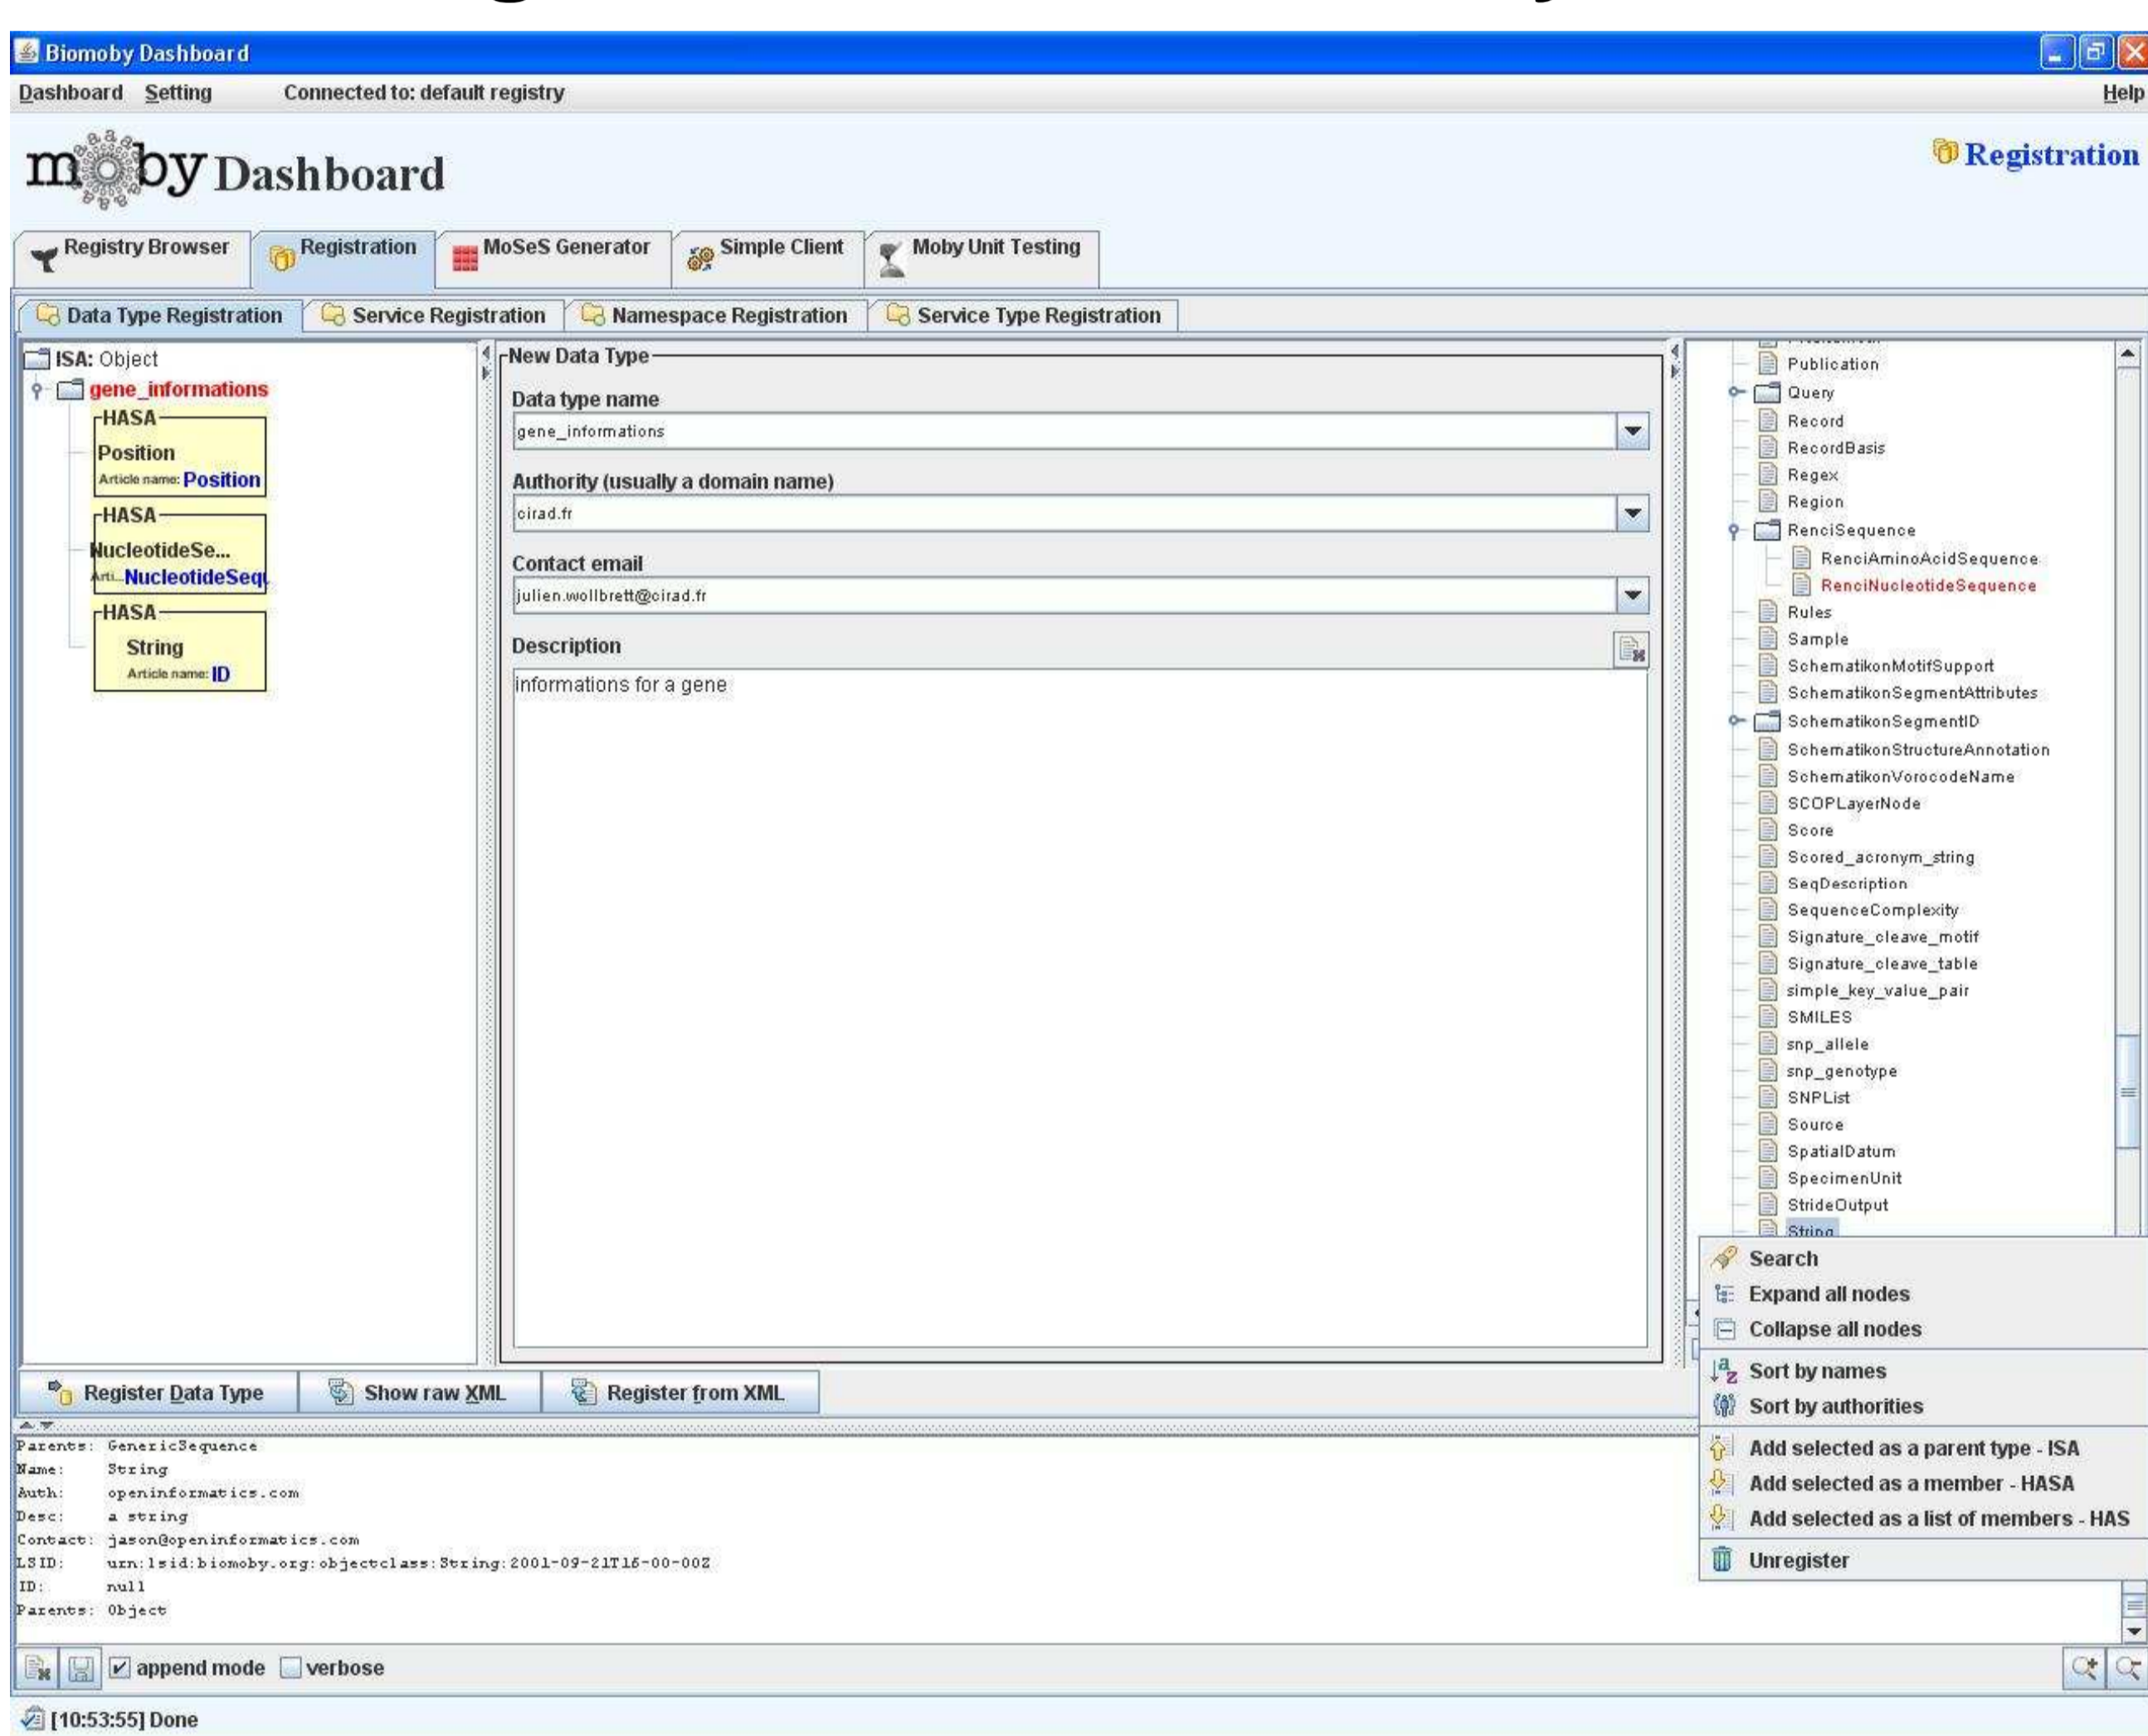 Biomoby Dashboard
Dashboard Setting Connected to: default registry Help
moby Dashboard
Registration
Registry Browser Registration MoSeS Generator Simple Client Moby Unit Testing
Data Type Registration Service Registration Namespace Registration Service Type Registration
ISA: Object
gene_informations
HASA
Position
Article name: Position
HASA
NucleotideSe...
Arti... NucleotideSequ
HASA
String
Article name: ID
New Data Type
Data type name
gene_informations
Authority (usually a domain name)
cirad.fr
Contact email
julien.wollbrett@cirad.fr
Description
informations for a gene
Publication
Query
Record
RecordBasis
Regex
Region
RenciSequence
RenciAminoAcidSequence
RenciNucleotideSequence
Rules
Sample
SchematikonMotifSupport
SchematikonSegmentAttributes
SchematikonSegmentID
SchematikonStructureAnnotation
SchematikonVorocodeName
SCOPLayerNode
Score
Scored_acronym_string
SeqDescription
SequenceComplexity
Signature_cleave_motif
Signature_cleave_table
simple_key_value_pair
SMILES
snp_allele
snp_genotype
SNPList
Source
SpatialDatum
SpecimenUnit
StrideOutput
String
Search
Expand all nodes
Collapse all nodes
Sort by names
Sort by authorities
Add selected as a parent type - ISA
Add selected as a member - HASA
Add selected as a list of members - HAS
Unregister
Register Data Type Show raw XML Register from XML
Parents: GenericSequence
Name: String
Auth: openinformatics.com
Desc: a string
Contact: jason@openinformatics.com
LSID: urn:lsid:biomoby.org:objectclass:String:2001-09-21T16-00-00Z
ID: null
Parents: Object
append mode verbose
[10:53:55] Done